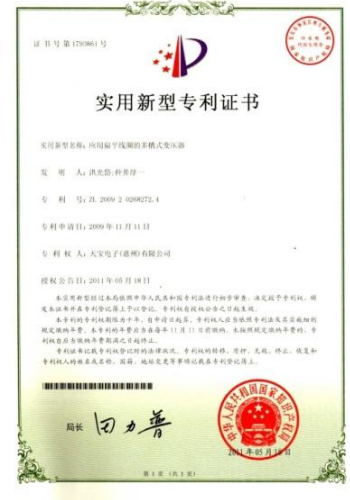 证书号第1793861号
实用新型专利证书
实用新型名称：应用扁平线圈的多槽式变压器
发 明 人：洪光岱;梓井厚一
专 利 号：ZL 2009 2 0268272.4
专利申请日：2009年11月11日
专 利 权 人：天宝电子(惠州)有限公司
授权公告日：2011年05月18日
本实用新型经过本局依照中华人民共和国专利法进行初步审查，决定授予专利权，颁
发本证书并在专利登记簿上予以登记。专利权自授权公告之日起生效。
本专利的专利权期限为十年，自申请日起算。专利权人应当依照专利法及其实施细则
规定缴纳年费。本专利的年费应当在每年11月11日前缴纳。未按照规定缴纳年费的，专
利权自应当缴纳年费期满之日起终止。
专利证书记载专利权登记时的法律状况。专利权的转移、质押、无效、终止、恢复和
专利权人的姓名或名称、国籍、地址变更等事项记载在专利登记簿上。
局长
田力普
中华人民共和国国家知识产权局
2011年05月18日
第1页（共1页）